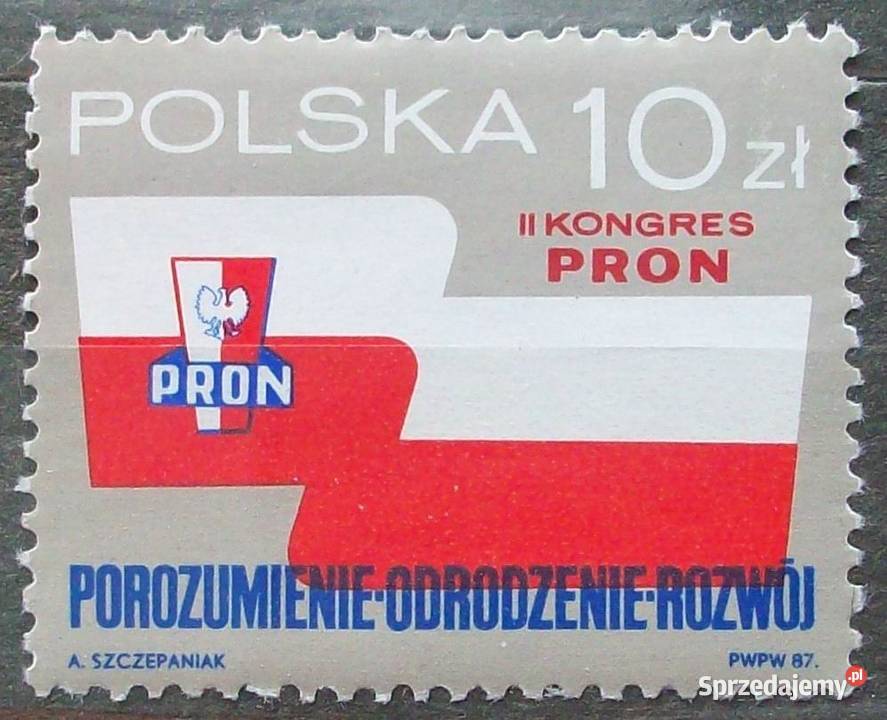 POLSKA 10 zł
II KONGRES
PRON
PRON
POROZUMIENIE·ODRODZENIE·ROZWÓJ
A. SZCZEPANIAK PWPW 87.
Sprzedajemy.pl